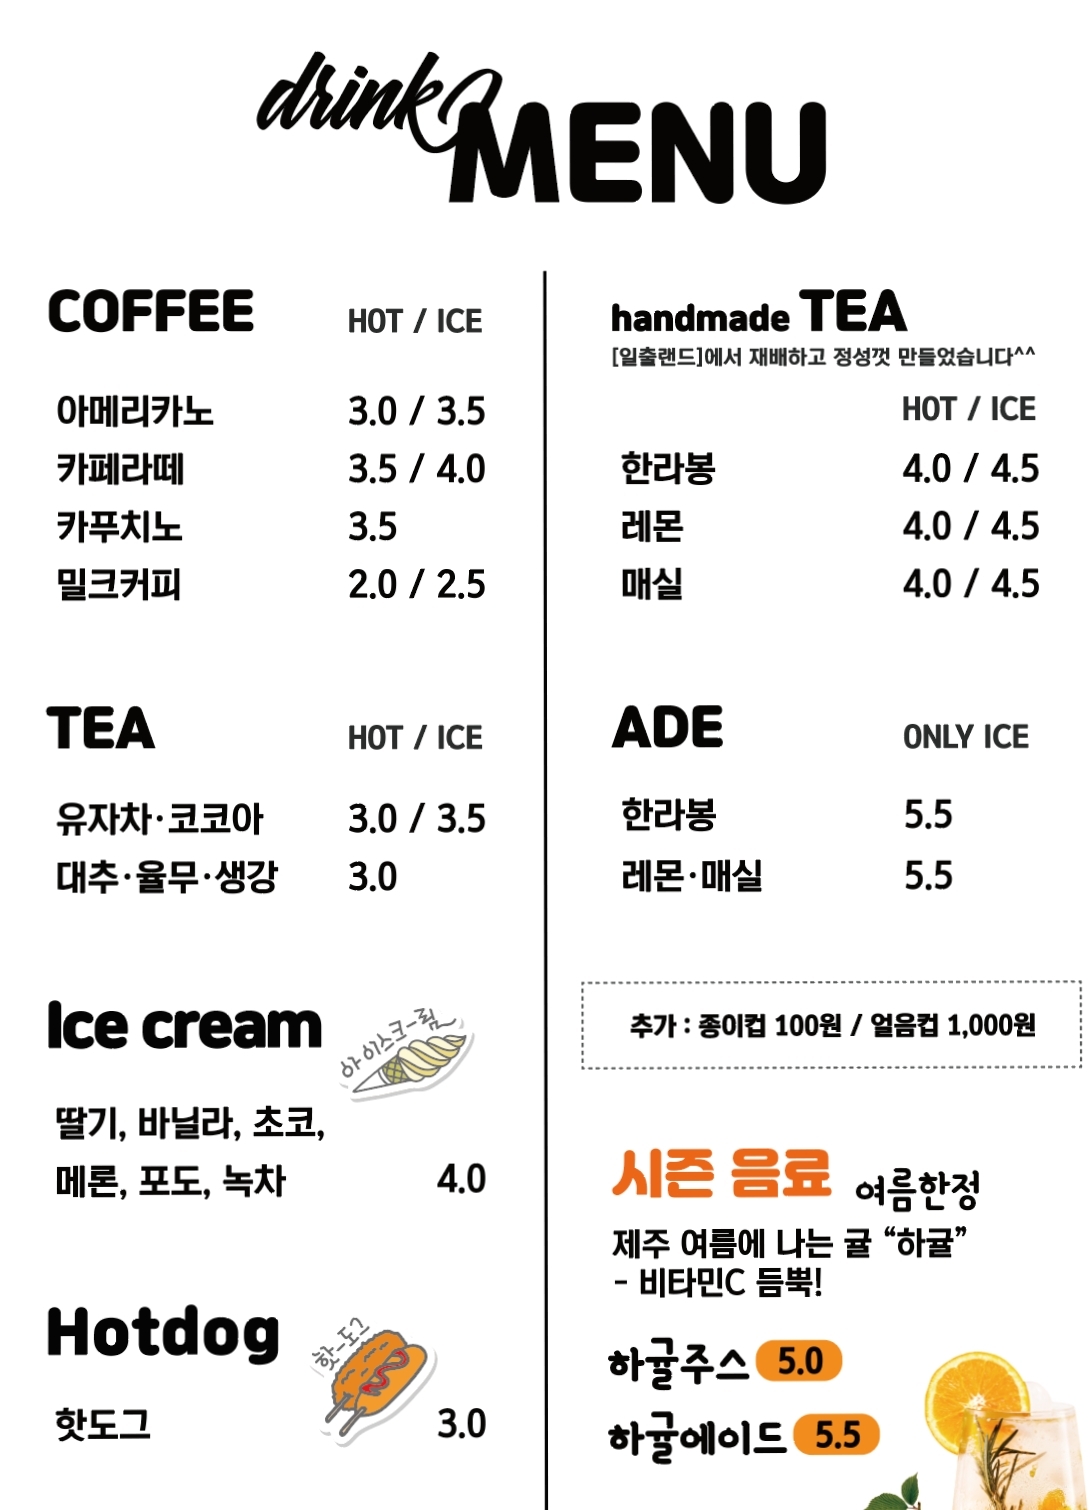 drink MENU
COFFEE HOT / ICE
아메리카노 3.0 / 3.5
카페라떼 3.5 / 4.0
카푸치노 3.5
밀크커피 2.0 / 2.5
TEA HOT / ICE
유자차·코코아 3.0 / 3.5
대추·율무·생강 3.0
Ice cream 아이스크-림
딸기, 바닐라, 초코,
메론, 포도, 녹차 4.0
Hotdog 핫-도그
핫도그 3.0
handmade TEA
[일출랜드]에서 재배하고 정성껏 만들었습니다^^
HOT / ICE
한라봉 4.0 / 4.5
레몬 4.0 / 4.5
매실 4.0 / 4.5
ADE ONLY ICE
한라봉 5.5
레몬·매실 5.5
추가 : 종이컵 100원 / 얼음컵 1,000원
시즌 음료 여름한정
제주 여름에 나는 귤 “하귤”
- 비타민C 듬뿍!
하귤주스 5.0
하귤에이드 5.5